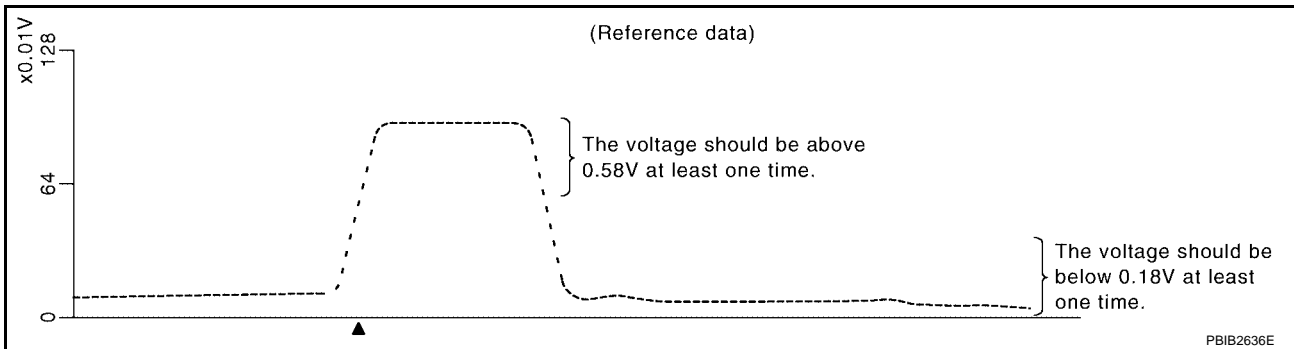 (Reference data)
x0.01V
128
64
0
The voltage should be above
0.58V at least one time.
The voltage should be
below 0.18V at least
one time.
PBIB2636E